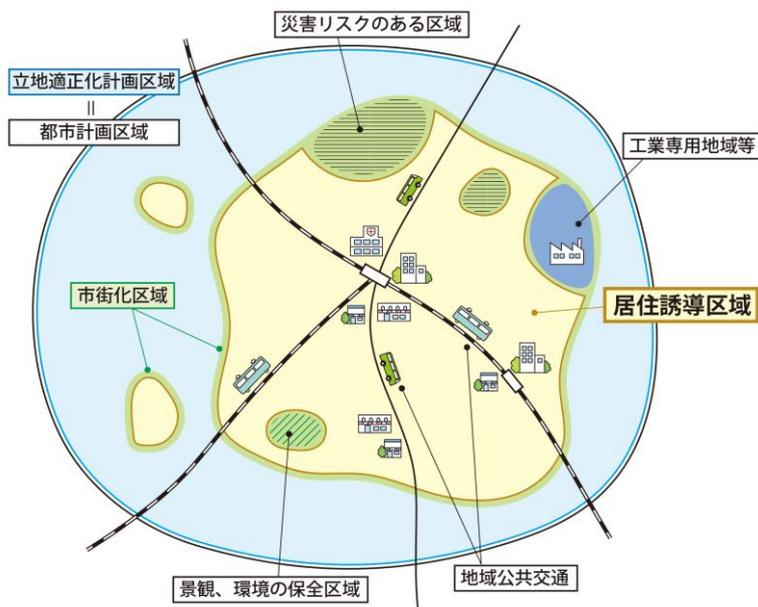 災害リスクのある区域
立地適正化計画区域
॥
都市計画区域
工業専用地域等
市街化区域
居住誘導区域
景観、環境の保全区域
地域公共交通